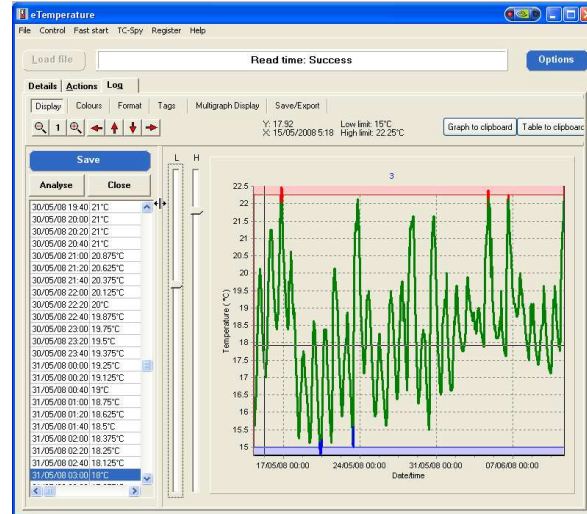 eTemperature
File Control Fast start TC-Spy Register Help
Load file
Read time: Success
Options
Details Actions Log
Display Colours Format Tags Multigraph Display Save/Export
1
Y: 17.92 Low limit: 15°C
X: 15/05/2008 5:18 High limit: 22.25°C
Graph to clipboard
Table to clipboard
Save
Analyse Close
L H
30/05/08 19:40 21°C
30/05/08 20:00 21°C
30/05/08 20:20 21°C
30/05/08 20:40 21°C
30/05/08 21:00 20.875°C
30/05/08 21:20 20.625°C
30/05/08 21:40 20.375°C
30/05/08 22:00 20.125°C
30/05/08 22:20 20°C
30/05/08 22:40 19.875°C
30/05/08 23:00 19.75°C
30/05/08 23:20 19.5°C
30/05/08 23:40 19.375°C
31/05/08 00:00 19.25°C
31/05/08 00:20 19.125°C
31/05/08 00:40 19°C
31/05/08 01:00 18.75°C
31/05/08 01:20 18.625°C
31/05/08 01:40 18.5°C
31/05/08 02:00 18.375°C
31/05/08 02:20 18.25°C
31/05/08 02:40 18.125°C
31/05/08 03:00 18°C
3
Temperature (°C)
22.5
22
21.5
21
20.5
20
19.5
19
18.5
18
17.5
17
16.5
16
15.5
15
17/05/08 00:00 24/05/08 00:00 31/05/08 00:00 07/06/08 00:00
Date/time